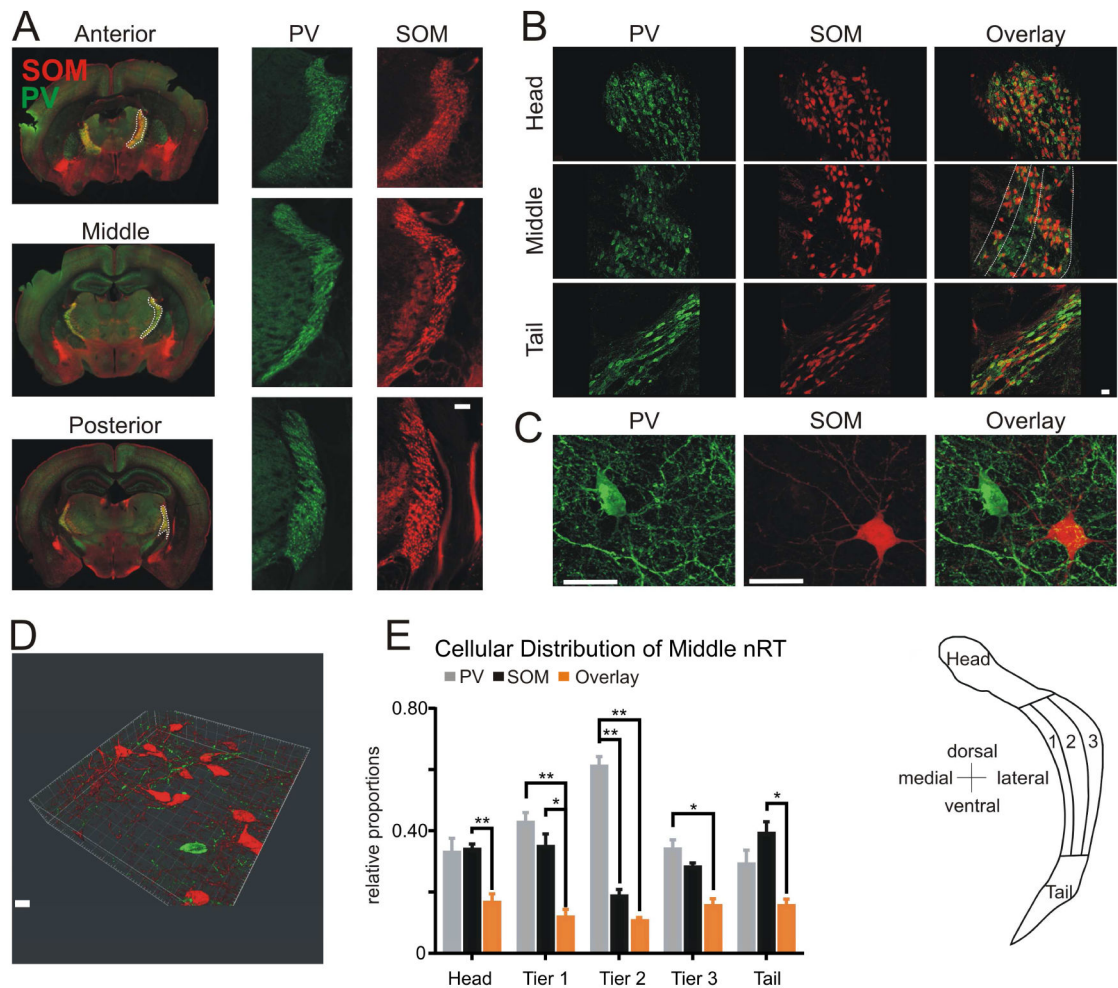 A
Anterior
PV
SOM
SOM
PV
Middle
Posterior
B
PV
SOM
Overlay
Head
Middle
Tail
C
PV
SOM
Overlay
D
E
Cellular Distribution of Middle nRT
PV
SOM
Overlay
relative proportions
0.80
0.40
0
**
**
*
**
**
*
*
Head
Tier 1
Tier 2
Tier 3
Tail
Head
1
2
3
dorsal
medial
lateral
ventral
Tail